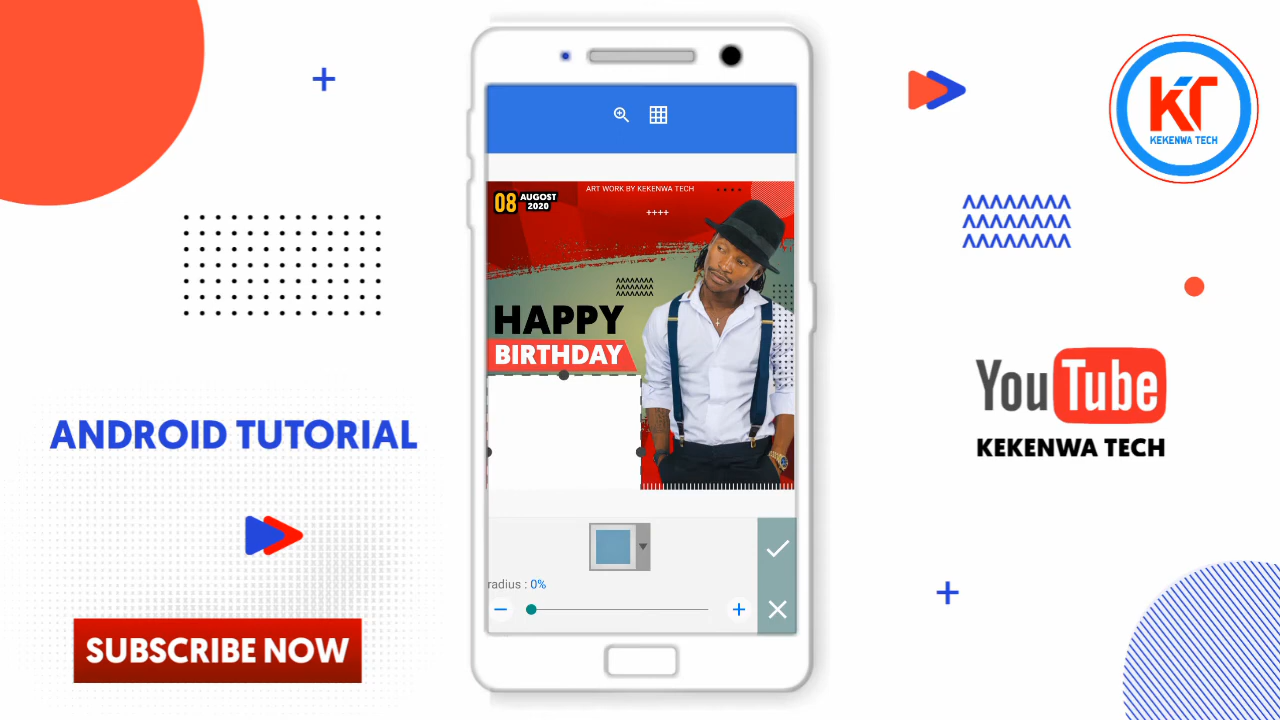 KT
KEKENWA TECH
ART WORK BY KEKENWA TECH
08 AUGOST
2020
++++
HAPPY
BIRTHDAY
YouTube
KEKENWA TECH
ANDROID TUTORIAL
radius : 0%
SUBSCRIBE NOW